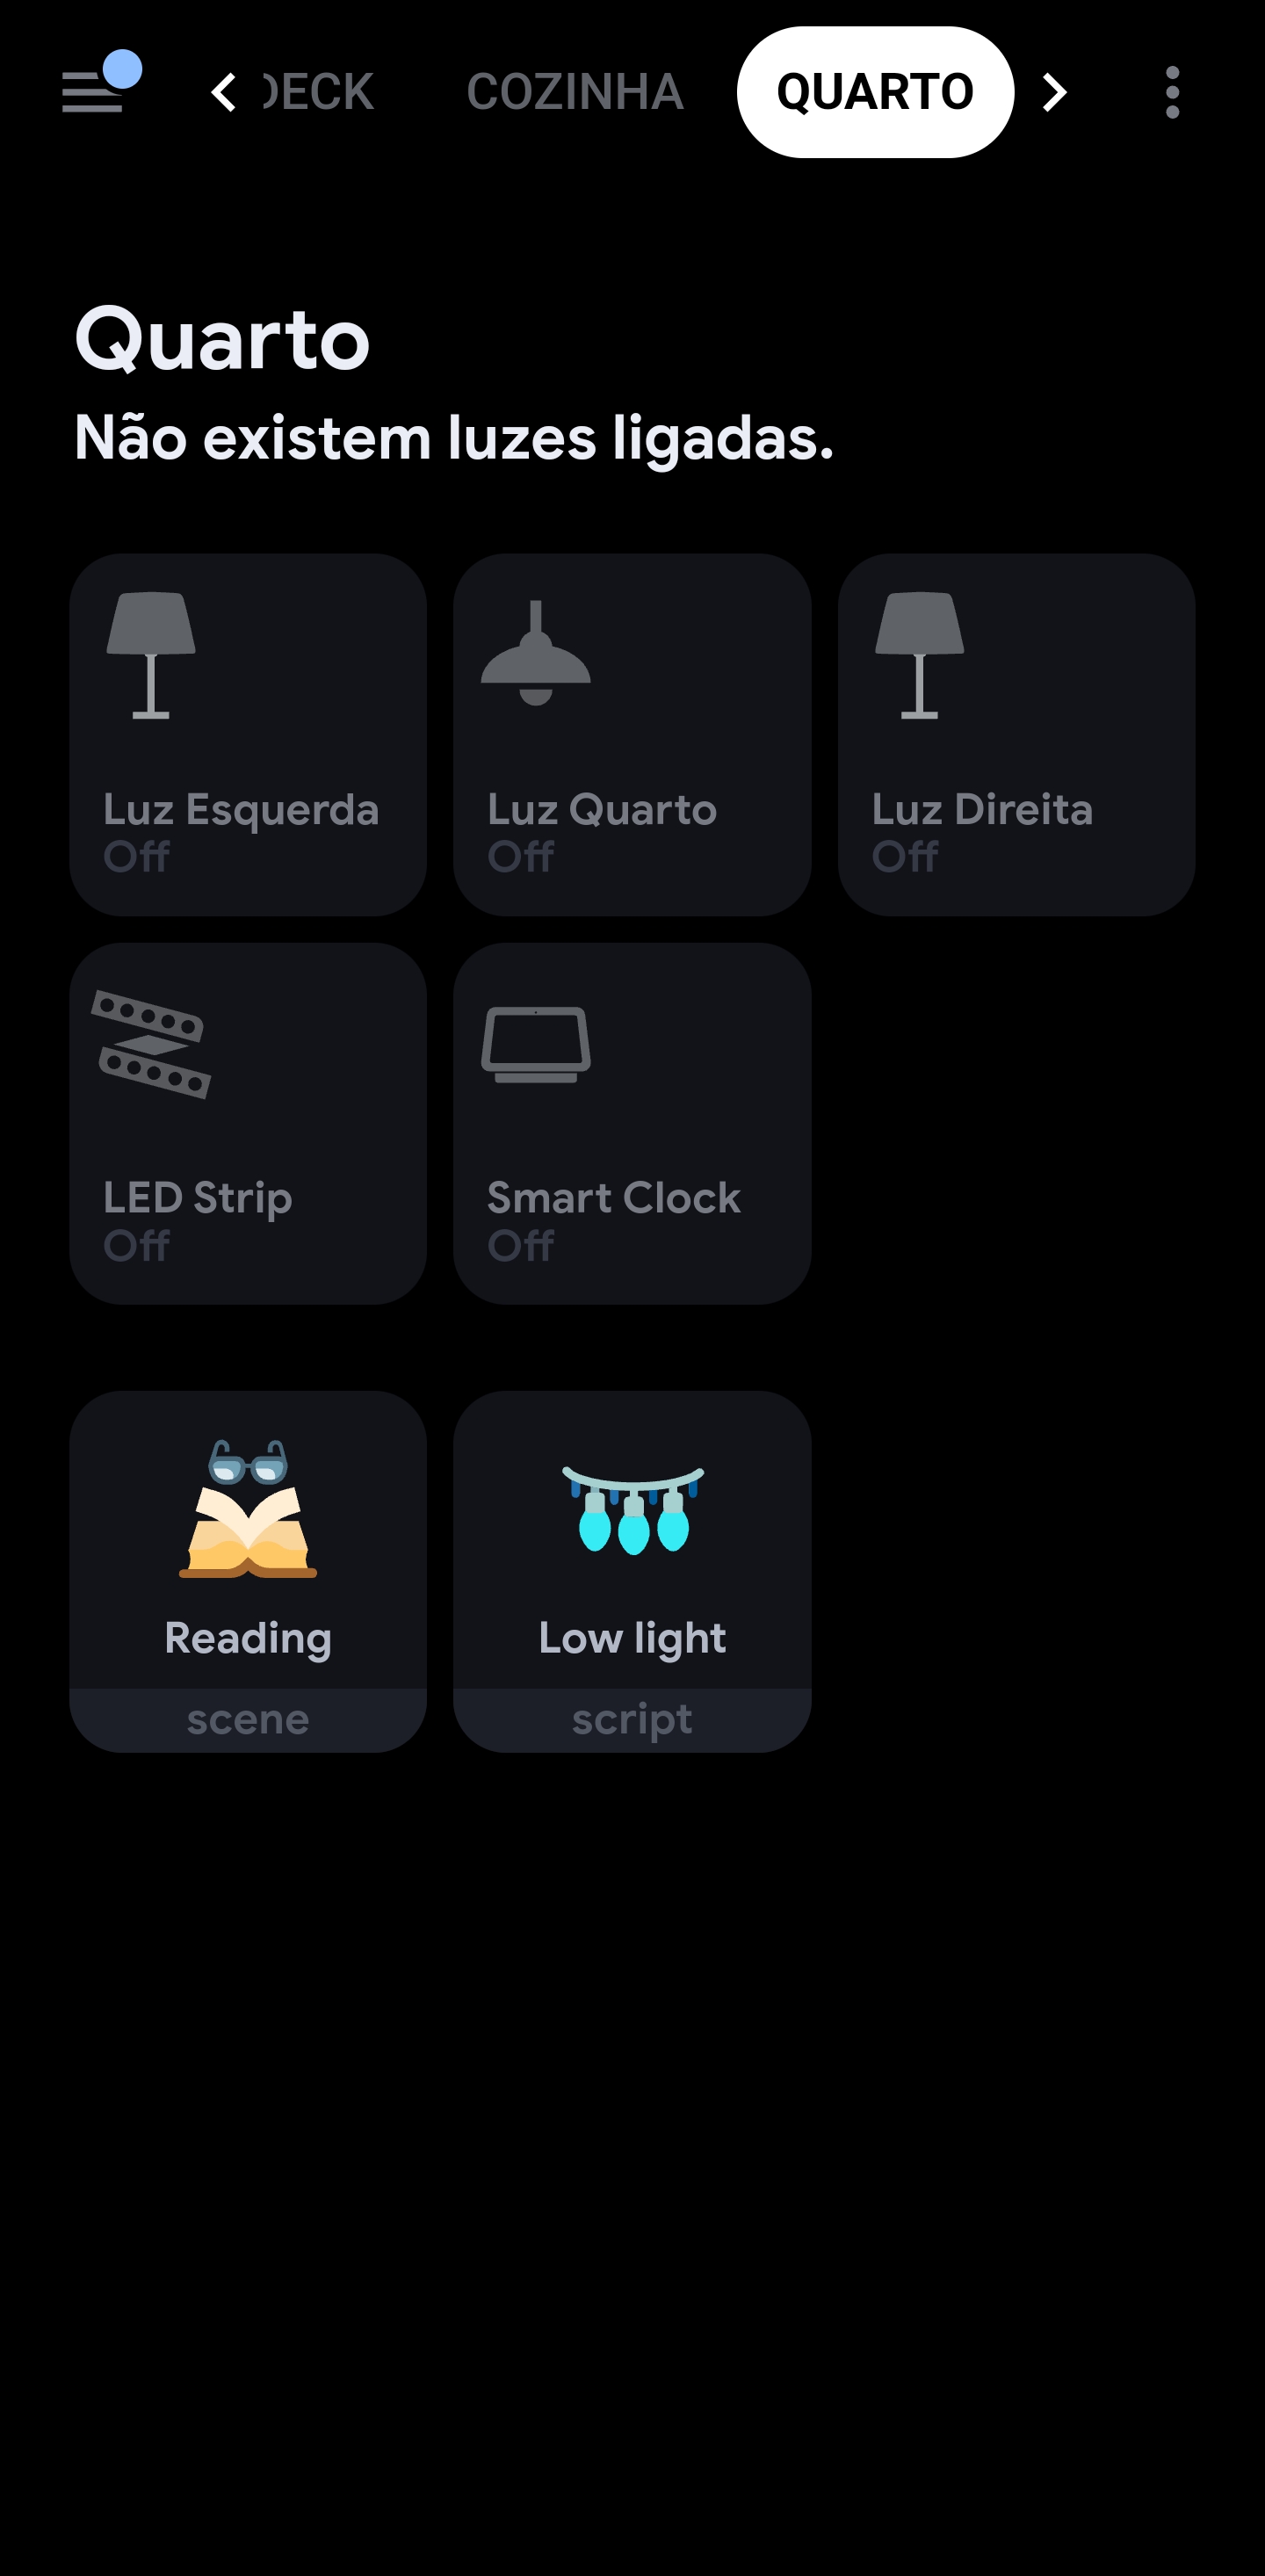 DECK COZINHA QUARTO
Quarto
Não existem luzes ligadas.
Luz Esquerda Luz Quarto Luz Direita
Off Off Off
LED Strip Smart Clock
Off Off
Reading Low light
scene script